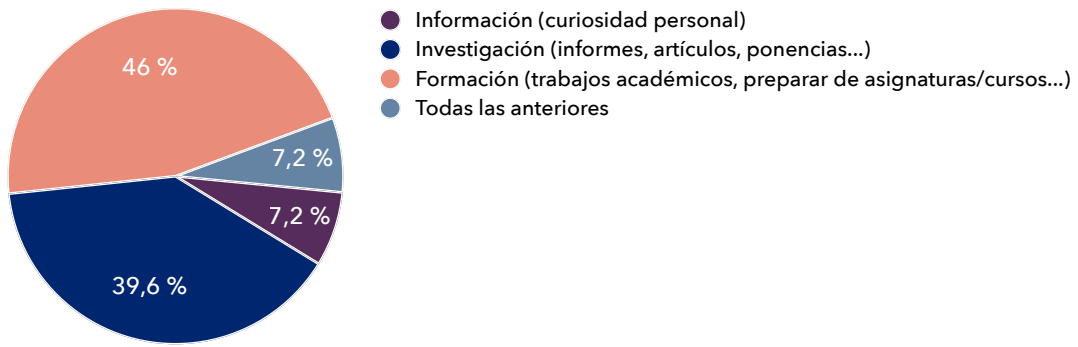 Información (curiosidad personal)
Investigación (informes, artículos, ponencias...)
Formación (trabajos académicos, preparar de asignaturas/cursos...)
Todas las anteriores
46 %
7,2 %
7,2 %
39,6 %